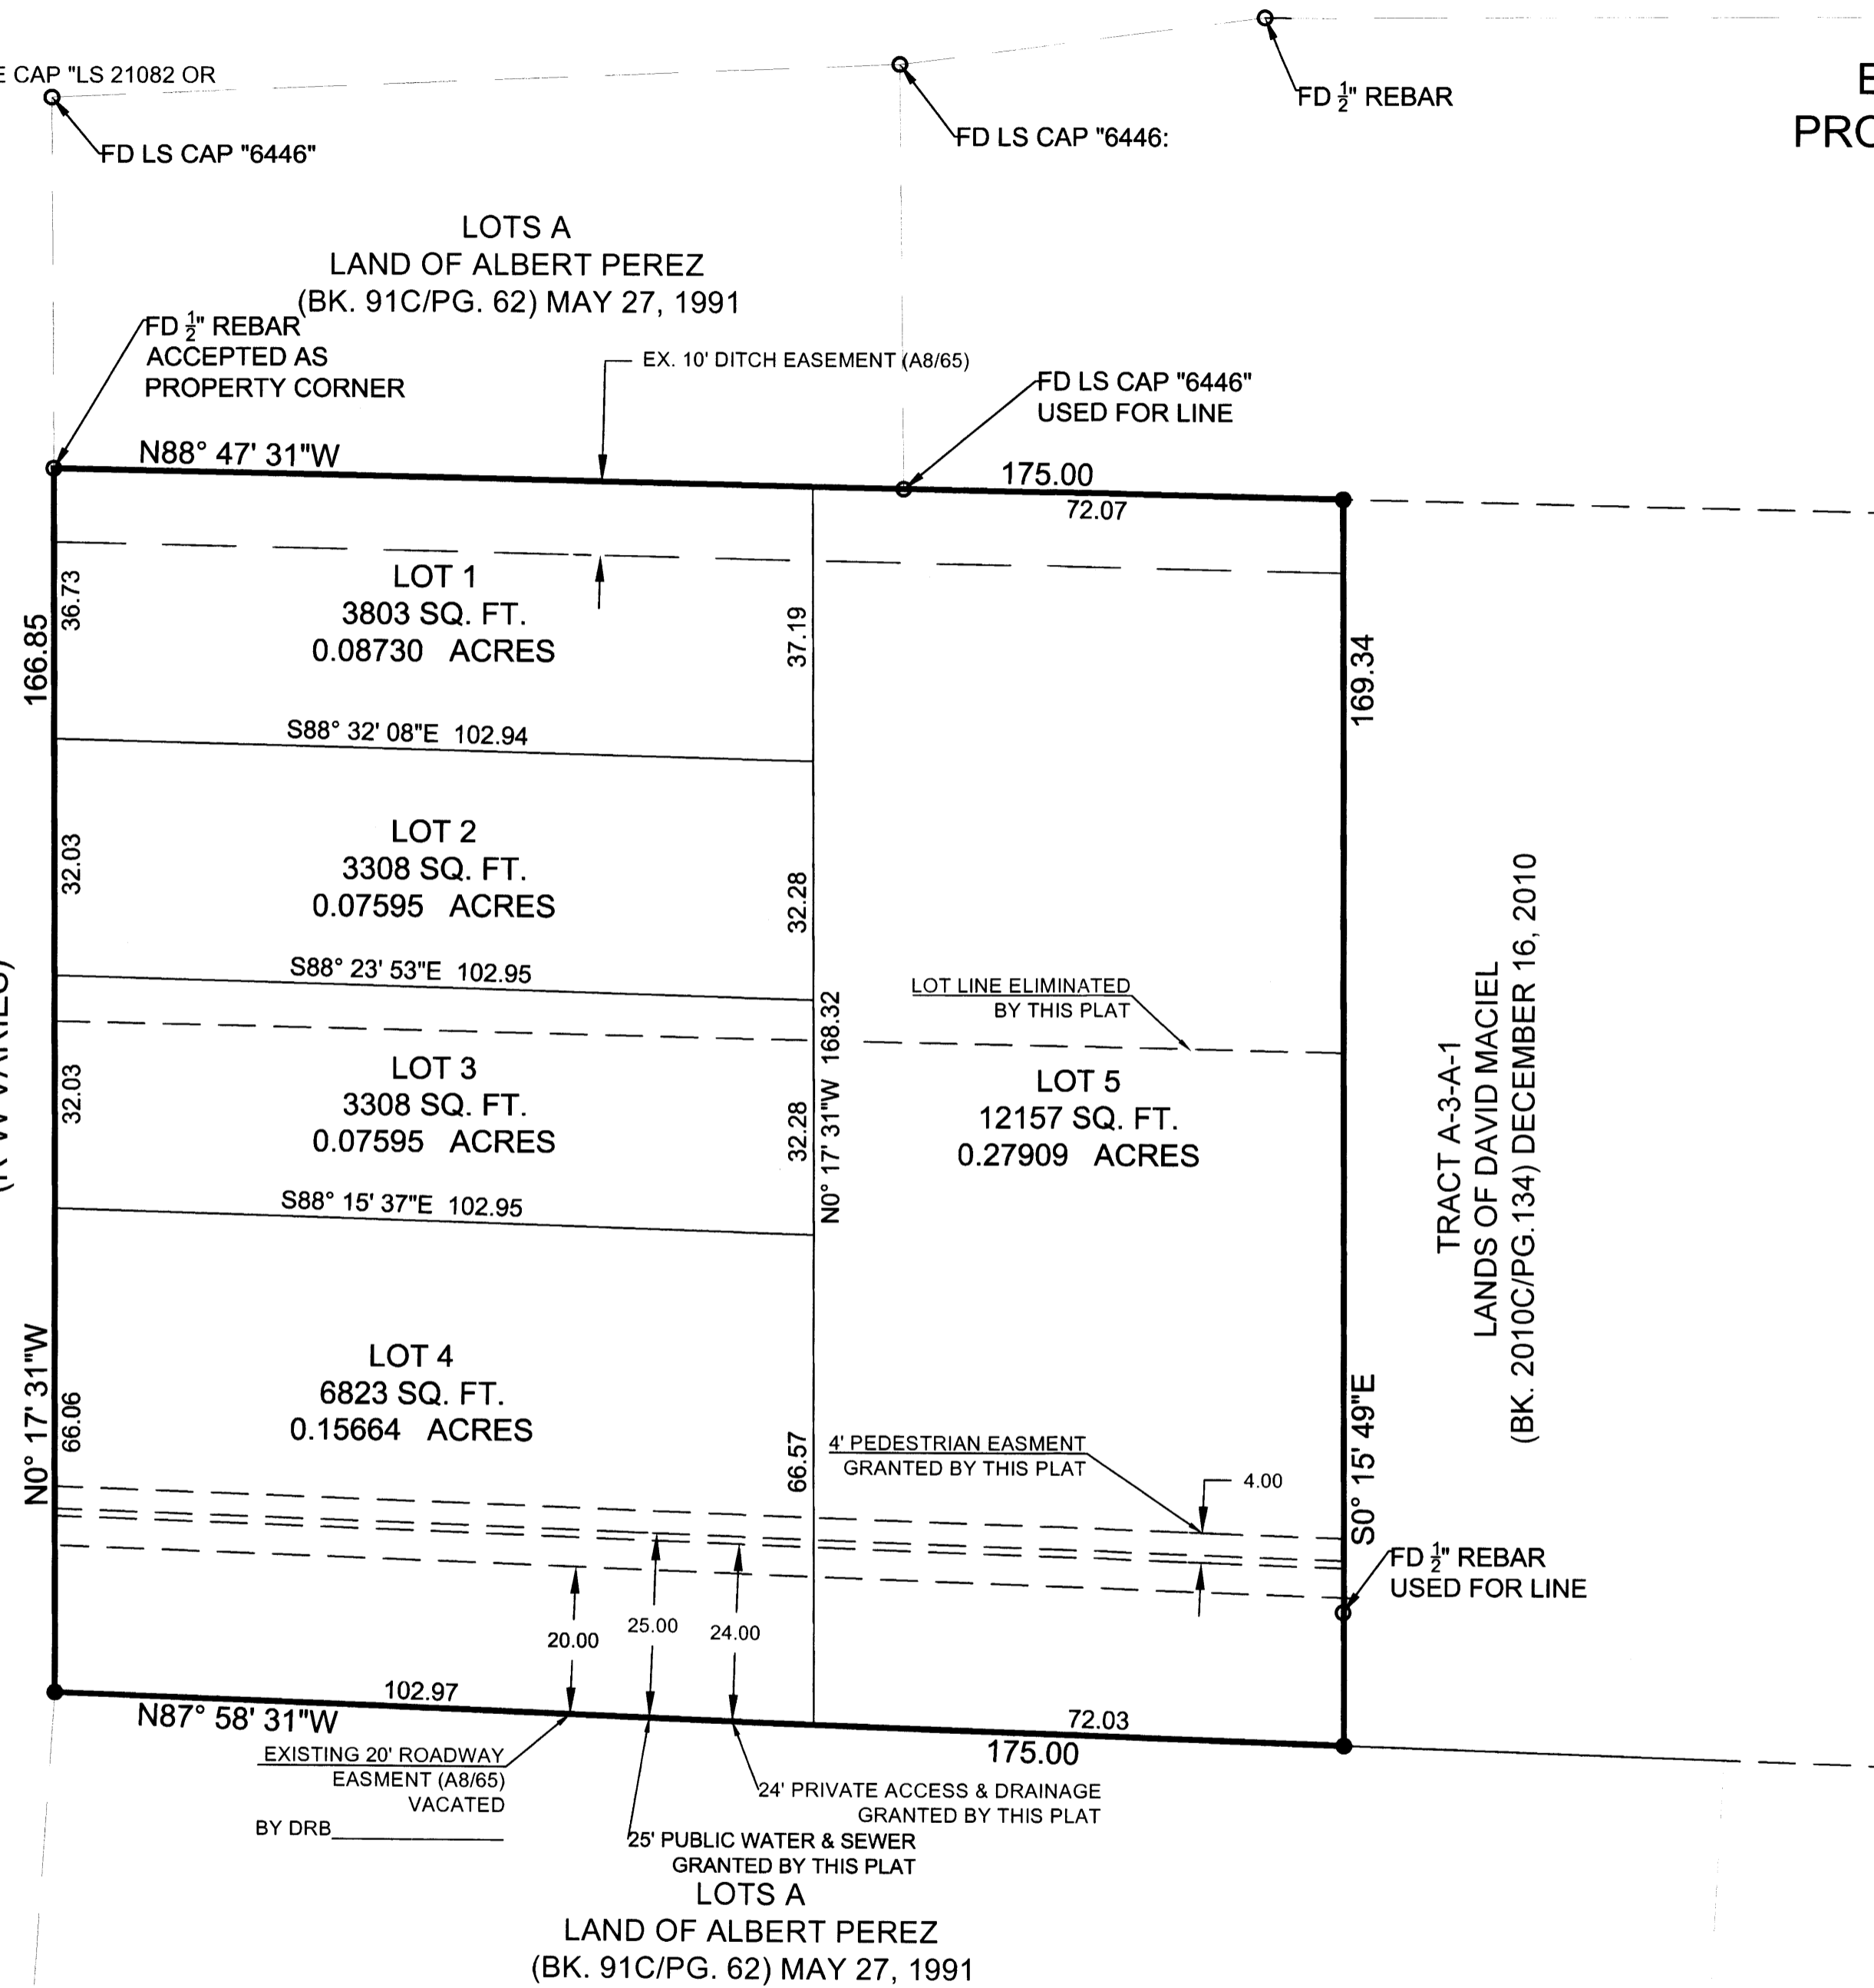 E CAP "LS 21082 OR
FD LS CAP "6446"
FD LS CAP "6446:
FD ½" REBAR
E
PRO
LOTS A
LAND OF ALBERT PEREZ
(BK. 91C/PG. 62) MAY 27, 1991
FD ½" REBAR
ACCEPTED AS
PROPERTY CORNER
EX. 10' DITCH EASEMENT (A8/65)
FD LS CAP "6446"
USED FOR LINE
N88° 47' 31"W
175.00
72.07
LOT 1
3803 SQ. FT.
0.08730 ACRES
36.73
166.85
37.19
169.34
S88° 32' 08"E 102.94
LOT 2
3308 SQ. FT.
0.07595 ACRES
32.03
32.28
S88° 23' 53"E 102.95
LOT LINE ELIMINATED
BY THIS PLAT
N0° 17' 31"W 168.32
LOT 3
3308 SQ. FT.
0.07595 ACRES
32.03
32.28
LOT 5
12157 SQ. FT.
0.27909 ACRES
TRACT A-3-A-1
LANDS OF DAVID MACIEL
(BK. 2010C/PG.134) DECEMBER 16, 2010
S88° 15' 37"E 102.95
LOT 4
6823 SQ. FT.
0.15664 ACRES
N0° 17' 31"W
66.06
66.57
4' PEDESTRIAN EASMENT
GRANTED BY THIS PLAT
4.00
S0° 15' 49"E
FD ½" REBAR
USED FOR LINE
20.00
25.00
24.00
102.97
N87° 58' 31"W
72.03
175.00
EXISTING 20' ROADWAY
EASMENT (A8/65)
VACATED
BY DRB
24' PRIVATE ACCESS & DRAINAGE
GRANTED BY THIS PLAT
25' PUBLIC WATER & SEWER
GRANTED BY THIS PLAT
LOTS A
LAND OF ALBERT PEREZ
(BK. 91C/PG. 62) MAY 27, 1991